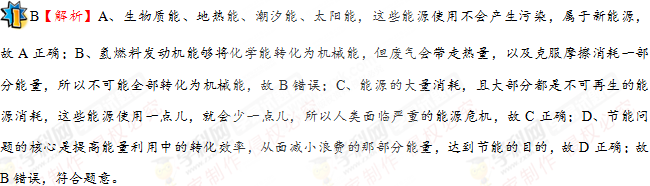 B【解析】A、生物质能、地热能、潮汐能、太阳能，这些能源使用不会产生污染，属于新能源，
故 A 正确；B、氢燃料发动机能够将化学能转化为机械能，但废气会带走热量，以及克服摩擦消耗一部
分能量，所以不可能全部转化为机械能，故 B 错误；C、能源的大量消耗，且大部分都是不可再生的能
源消耗，这些能源使用一点儿，就会少一点儿，所以人类面临严重的能源危机，故 C 正确；D、节能问
题的核心是提高能量利用中的转化效率，从面减小浪费的那部分能量，达到节能的目的，故 D 正确；故
B 错误，符合题意。